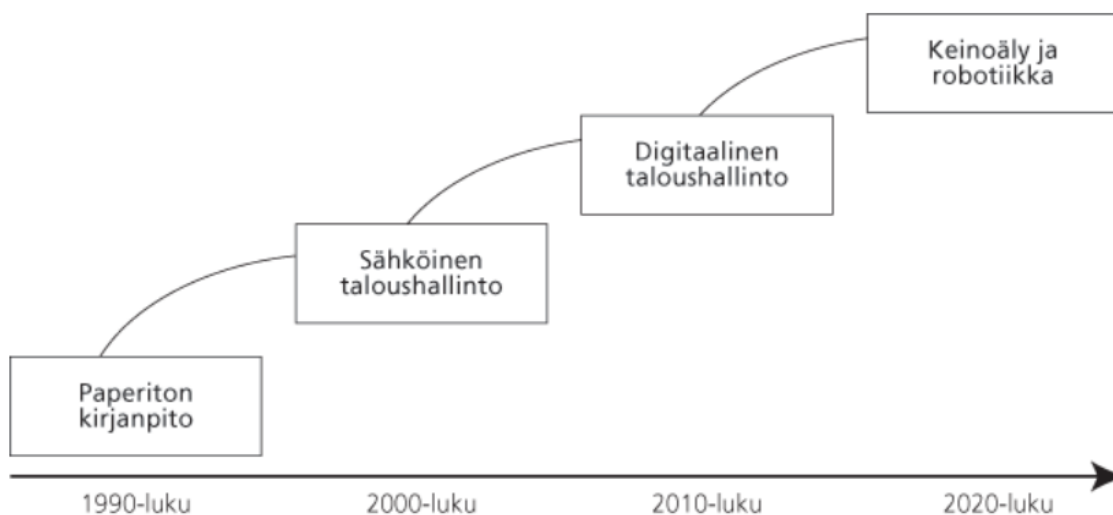 Keinoäly ja
robotiikka
Digitaalinen
taloushallinto
Sähköinen
taloushallinto
Paperiton
kirjanpito
1990-luku
2000-luku
2010-luku
2020-luku